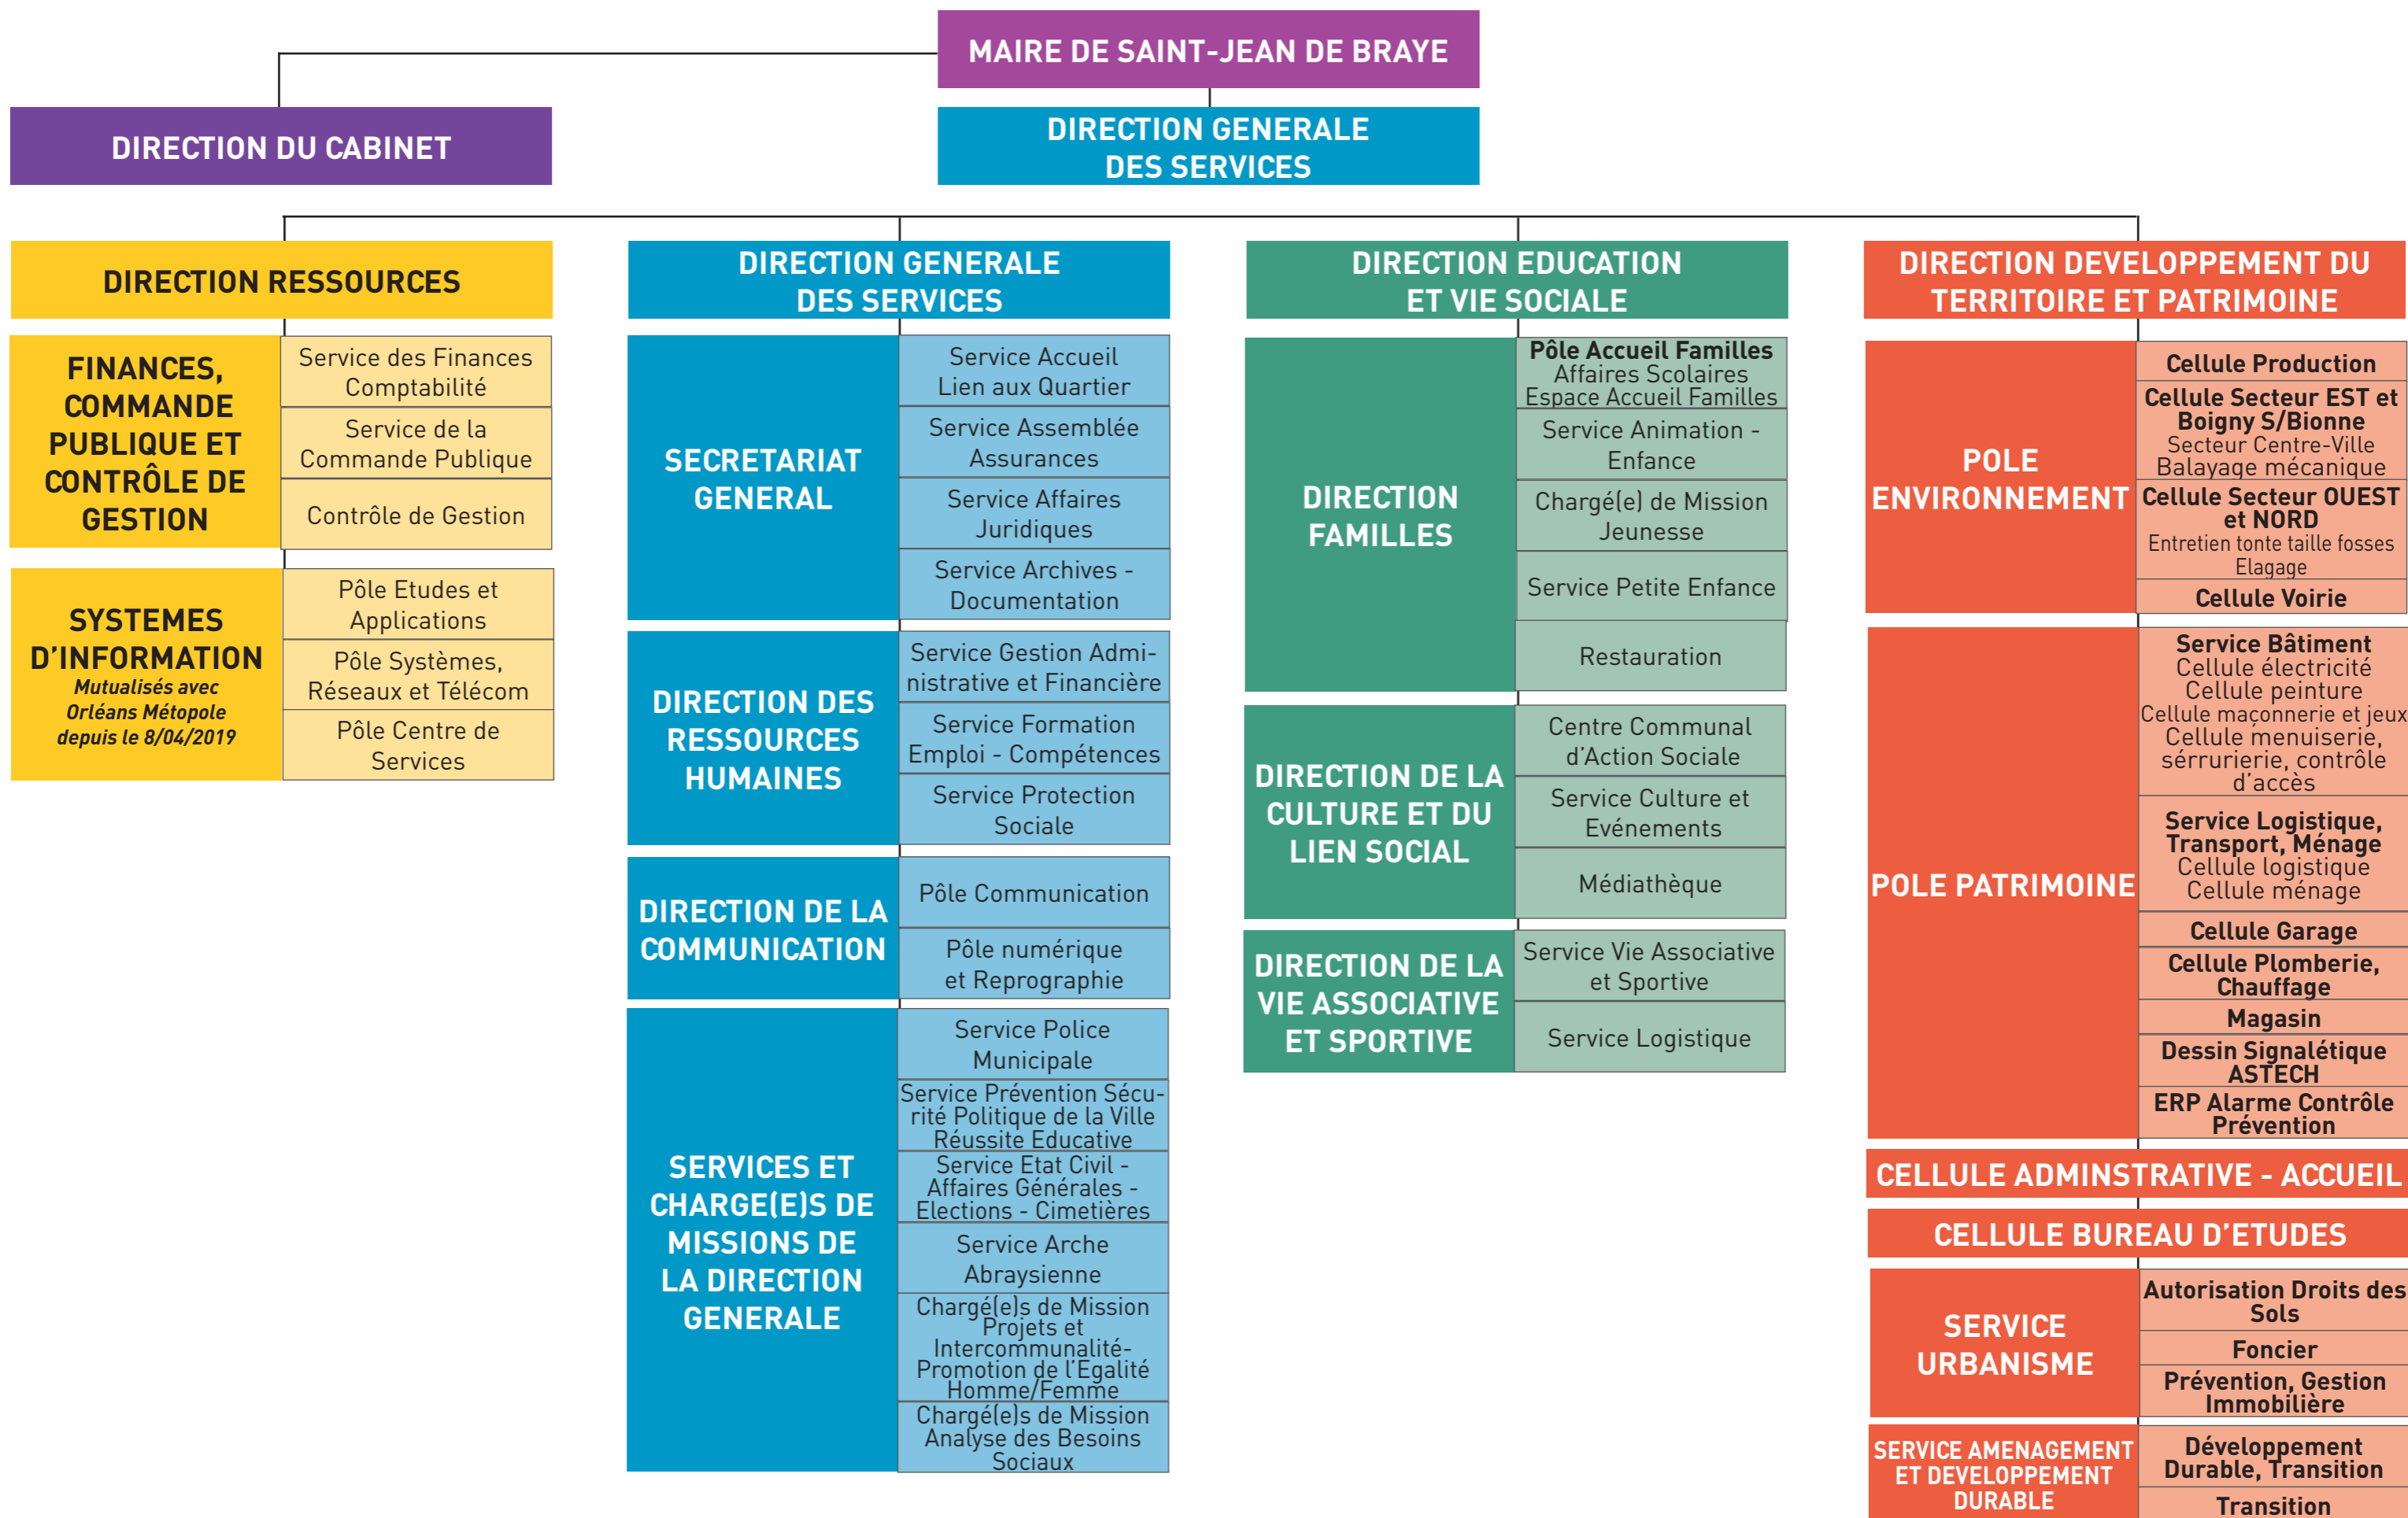 MAIRE DE SAINT-JEAN DE BRAYE
DIRECTION DU CABINET
DIRECTION GENERALE
DES SERVICES
DIRECTION RESSOURCES
FINANCES,
COMMANDE
PUBLIQUE ET
CONTRÔLE DE
GESTION
Service des Finances
Comptabilité
Service de la
Commande Publique
Contrôle de Gestion
SYSTEMES
D'INFORMATION
Mutualisés avec
Orléans Métopole
depuis le 8/04/2019
Pôle Etudes et
Applications
Pôle Systèmes,
Réseaux et Télécom
Pôle Centre de
Services
DIRECTION GENERALE
DES SERVICES
SECRETARIAT
GENERAL
Service Accueil
Lien aux Quartier
Service Assemblée
Assurances
Service Affaires
Juridiques
Service Archives -
Documentation
DIRECTION DES
RESSOURCES
HUMAINES
Service Gestion Admi-
nistrative et Financière
Service Formation
Emploi - Compétences
Service Protection
Sociale
DIRECTION DE LA
COMMUNICATION
Pôle Communication
Pôle numérique
et Reprographie
SERVICES ET
CHARGE(E)S DE
MISSIONS DE
LA DIRECTION
GENERALE
Service Police
Municipale
Service Prévention Sécu-
rité Politique de la Ville
Réussite Educative
Service Etat Civil -
Affaires Générales -
Elections - Cimetières
Service Arche
Abraysienne
Chargé(e)s de Mission
Projets et
Intercommunalité-
Promotion de l'Egalité
Homme/Femme
Chargé(e)s de Mission
Analyse des Besoins
Sociaux
DIRECTION EDUCATION
ET VIE SOCIALE
DIRECTION
FAMILLES
Pôle Accueil Familles
Affaires Scolaires
Espace Accueil Familles
Service Animation -
Enfance
Chargé(e) de Mission
Jeunesse
Service Petite Enfance
Restauration
DIRECTION DE LA
CULTURE ET DU
LIEN SOCIAL
Centre Communal
d'Action Sociale
Service Culture et
Evénements
Médiathèque
DIRECTION DE LA
VIE ASSOCIATIVE
ET SPORTIVE
Service Vie Associative
et Sportive
Service Logistique
DIRECTION DEVELOPPEMENT DU
TERRITOIRE ET PATRIMOINE
POLE
ENVIRONNEMENT
Cellule Production
Cellule Secteur EST et
Boigny S/Bionne
Secteur Centre-Ville
Balayage mécanique
Cellule Secteur OUEST
et NORD
Entretien tonte taille fosses
Elagage
Cellule Voirie
POLE PATRIMOINE
Service Bâtiment
Cellule électricité
Cellule peinture
Cellule maçonnerie et jeux
Cellule menuiserie,
sérrurierie, contrôle
d'accès
Service Logistique,
Transport, Ménage
Cellule logistique
Cellule ménage
Cellule Garage
Cellule Plomberie,
Chauffage
Magasin
Dessin Signalétique
ASTECH
ERP Alarme Contrôle
Prévention
CELLULE ADMINSTRATIVE - ACCUEIL
CELLULE BUREAU D'ETUDES
SERVICE
URBANISME
Autorisation Droits des
Sols
Foncier
Prévention, Gestion
Immobilière
SERVICE AMENAGEMENT
ET DEVELOPPEMENT
DURABLE
Développement
Durable, Transition
Transition